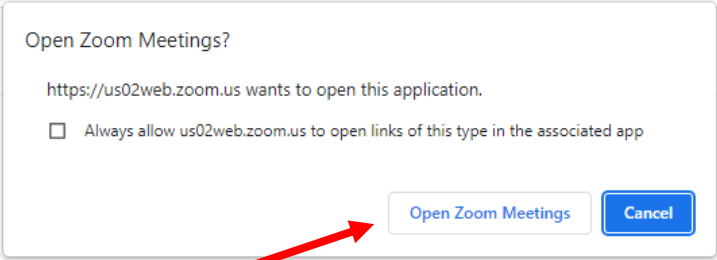 Open Zoom Meetings?
https://us02web.zoom.us wants to open this application.
Always allow us02web.zoom.us to open links of this type in the associated app
Open Zoom Meetings Cancel